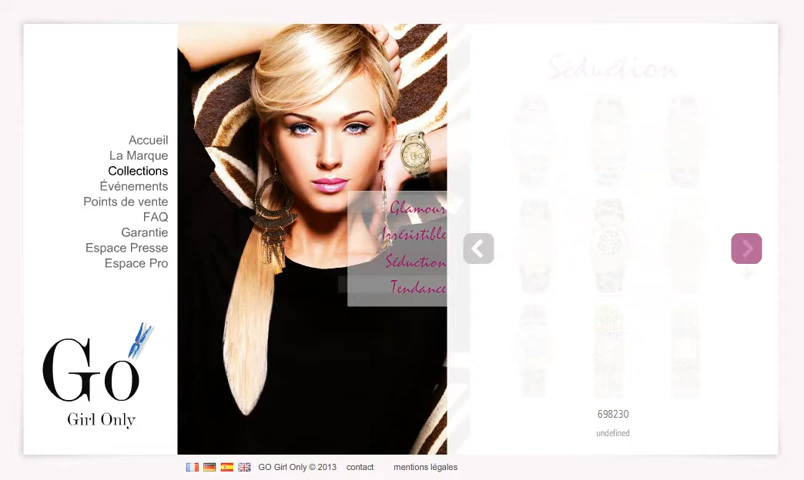 Séduction
Accueil
La Marque
Collections
Événements
Points de vente
FAQ
Garantie
Espace Presse
Espace Pro
Glamour
Irrésistible
Séduction
Tendance
Go
Girl Only
698230
undefined
GO Girl Only © 2013 contact mentions légales